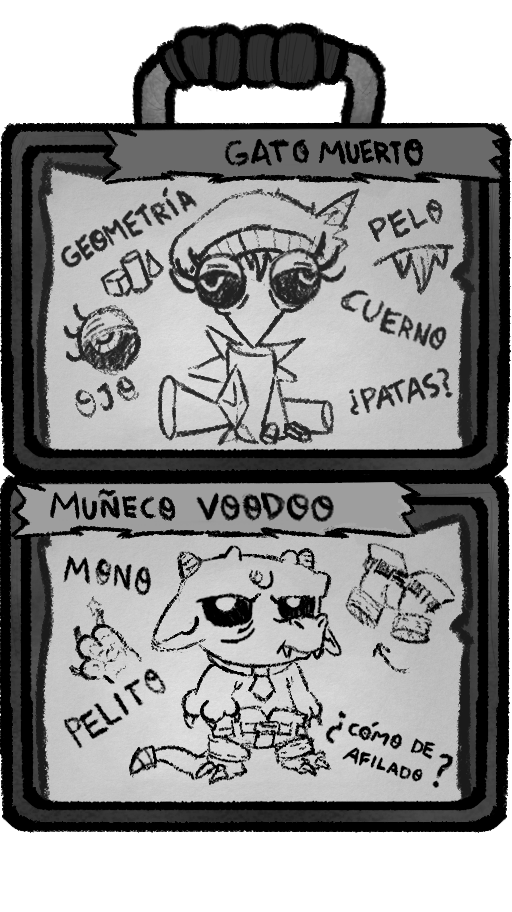 GATO MUERTO
GEOMETRÍA
PELO
CUERNO
OJO
¿PATAS?
MUÑECO VOODOO
MONO
PELITO
¿CÓMO DE
AFILADO?